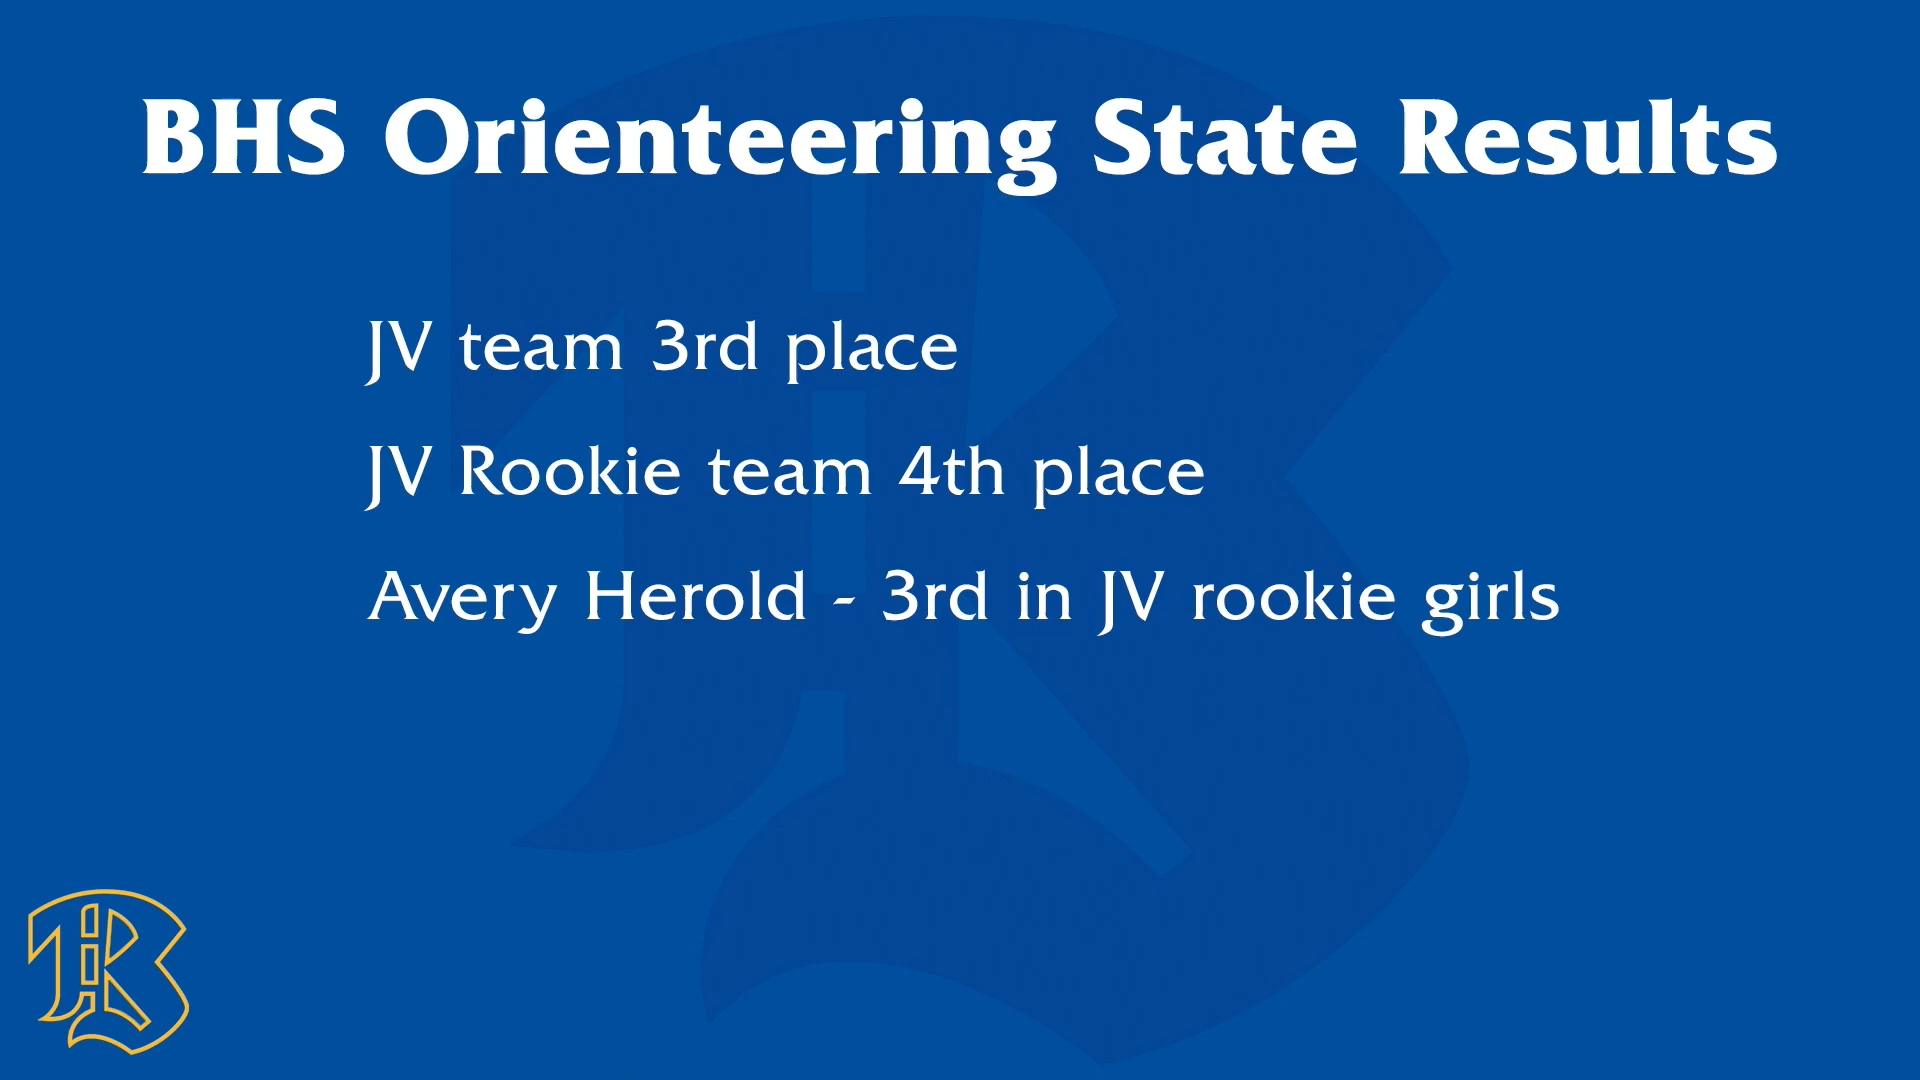 BHS Orienteering State Results
JV team 3rd place
JV Rookie team 4th place
Avery Herold - 3rd in JV rookie girls